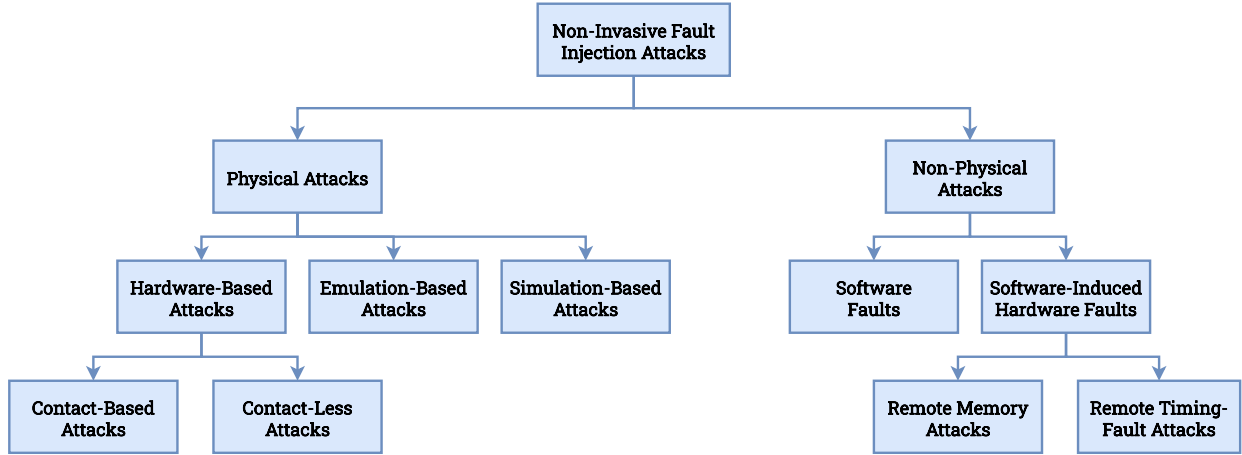 Non-Invasive Fault
Injection Attacks
Physical Attacks
Non-Physical
Attacks
Hardware-Based
Attacks
Emulation-Based
Attacks
Simulation-Based
Attacks
Software
Faults
Software-Induced
Hardware Faults
Contact-Based
Attacks
Contact-Less
Attacks
Remote Memory
Attacks
Remote Timing-
Fault Attacks